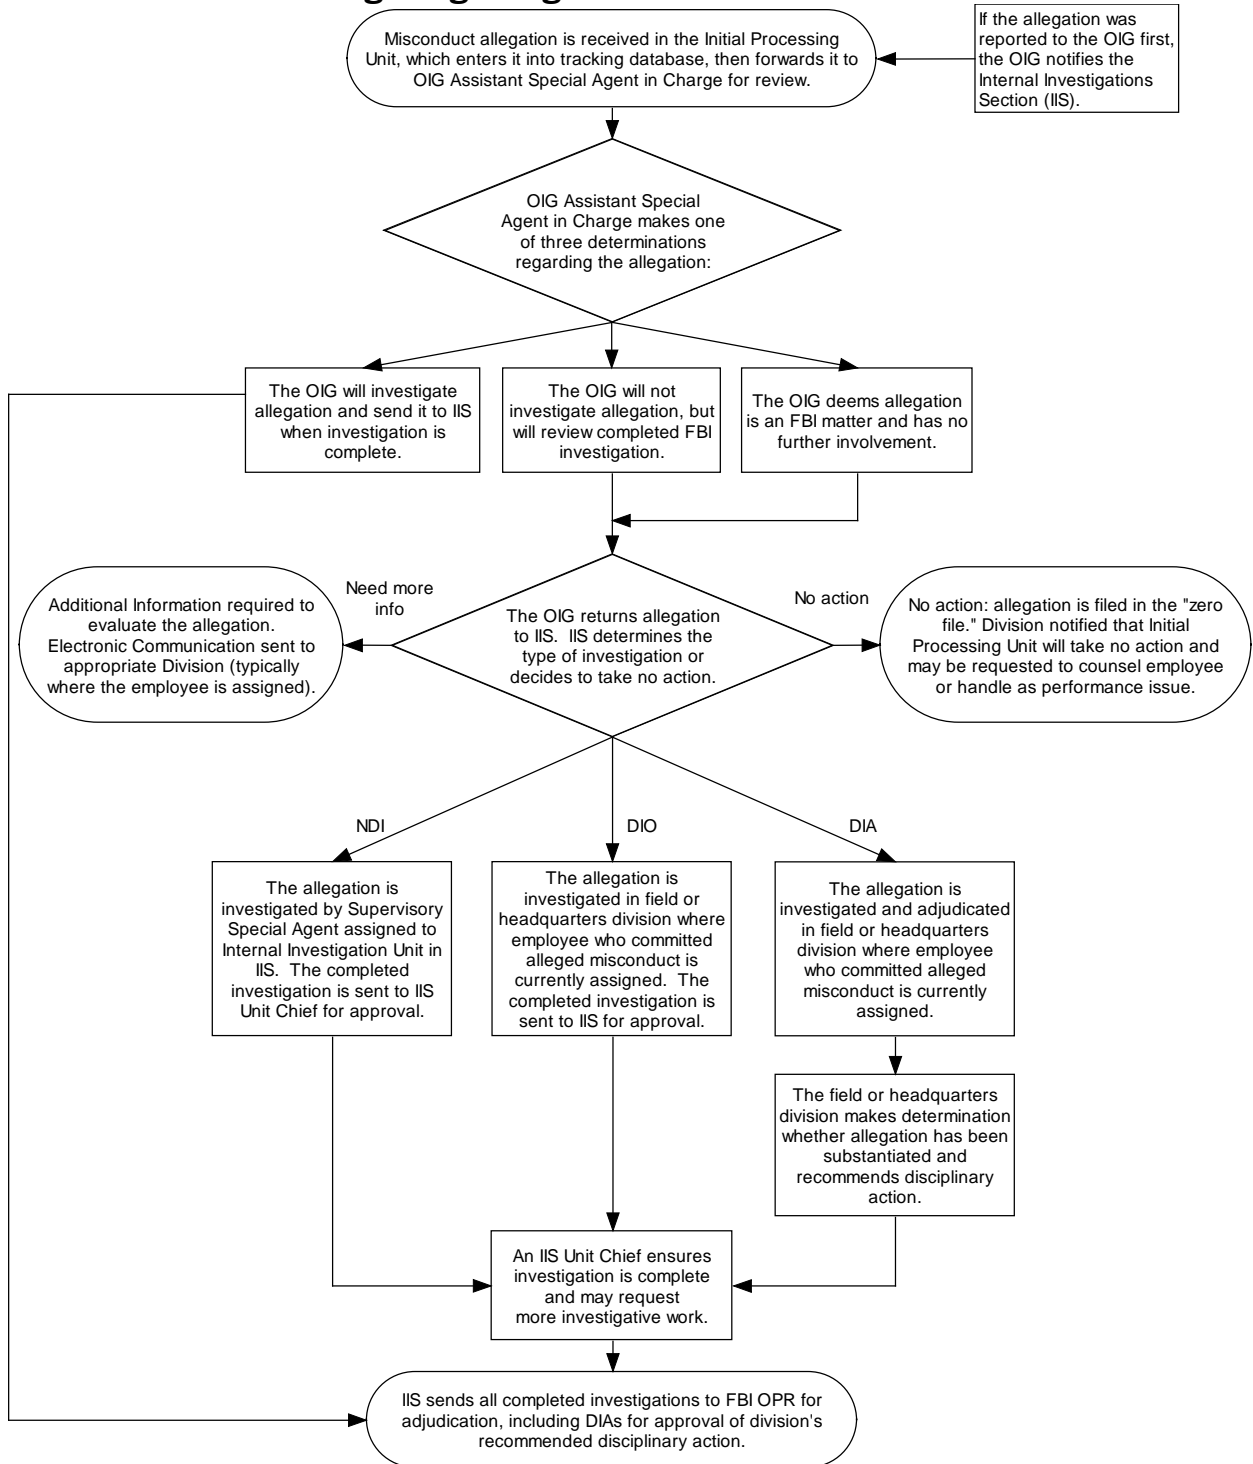 Misconduct allegation is received in the Initial Processing
Unit, which enters it into tracking database, then forwards it to
OIG Assistant Special Agent in Charge for review.
If the allegation was
reported to the OIG first,
the OIG notifies the
Internal Investigations
Section (IIS).
OIG Assistant Special
Agent in Charge makes one
of three determinations
regarding the allegation:
The OIG will investigate
allegation and send it to IIS
when investigation is
complete.
The OIG will not
investigate allegation, but
will review completed FBI
investigation.
The OIG deems allegation
is an FBI matter and has no
further involvement.
Additional Information required to
evaluate the allegation.
Electronic Communication sent to
appropriate Division (typically
where the employee is assigned).
Need more
info
The OIG returns allegation
to IIS.  IIS determines the
type of investigation or
decides to take no action.
No action
No action: allegation is filed in the "zero
file." Division notified that Initial
Processing Unit will take no action and
may be requested to counsel employee
or handle as performance issue.
NDI
DIO
DIA
The allegation is
investigated by Supervisory
Special Agent assigned to
Internal Investigation Unit in
IIS.  The completed
investigation is sent to IIS
Unit Chief for approval.
The allegation is
investigated in field or
headquarters division where
employee who committed
alleged misconduct is
currently assigned.  The
completed investigation is
sent to IIS for approval.
The allegation is
investigated and adjudicated
in field or headquarters
division where employee
who committed alleged
misconduct is currently
assigned.
The field or headquarters
division makes determination
whether allegation has been
substantiated and
recommends disciplinary
action.
An IIS Unit Chief ensures
investigation is complete
and may request
more investigative work.
IIS sends all completed investigations to FBI OPR for
adjudication, including DIAs for approval of division's
recommended disciplinary action.